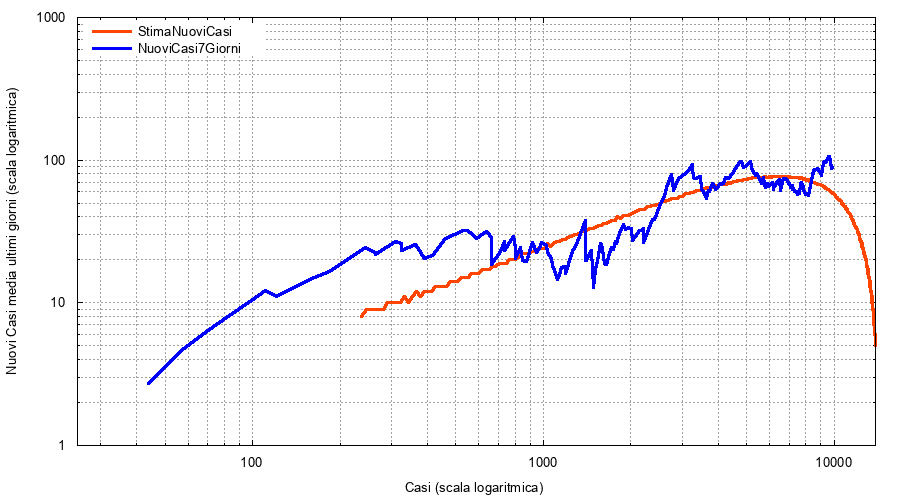 1000
StimaNuoviCasi
NuoviCasi7Giorni
100
Nuovi Casi media ultimi giorni (scala logaritmica)
10
1
100
1000
10000
Casi (scala logaritmica)